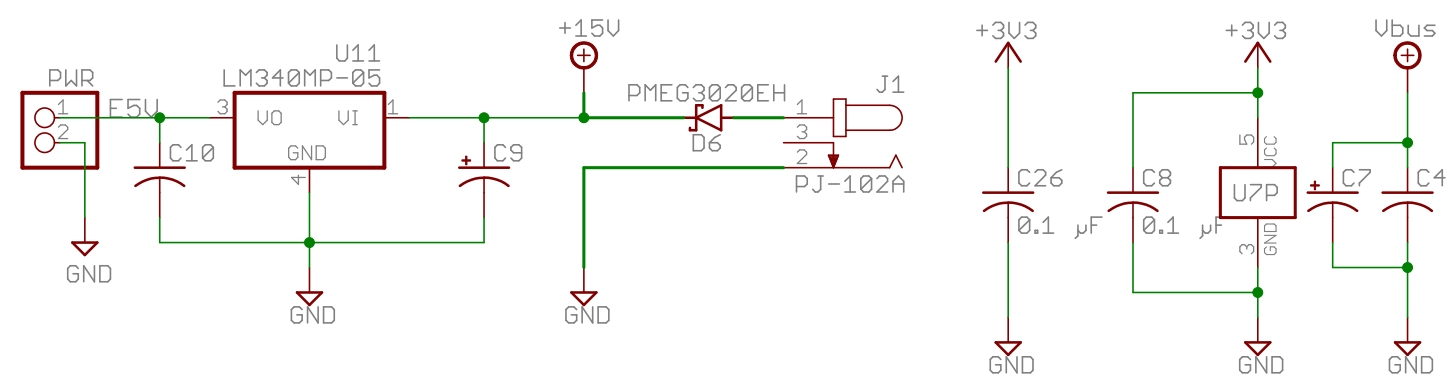 +15V
+3V3
+3V3
Vbus
U11
PWR
LM340MP-05
PMEG3020EH
J1
1
E5V
3
VO
VI
1
1
2
GND
3
2
4
C10
C9
D6
PJ-102A
5
VCC
C26
C8
U7P
C7
C4
0.1 µF
0.1 µF
3
GND
GND
GND
GND
GND
GND
GND